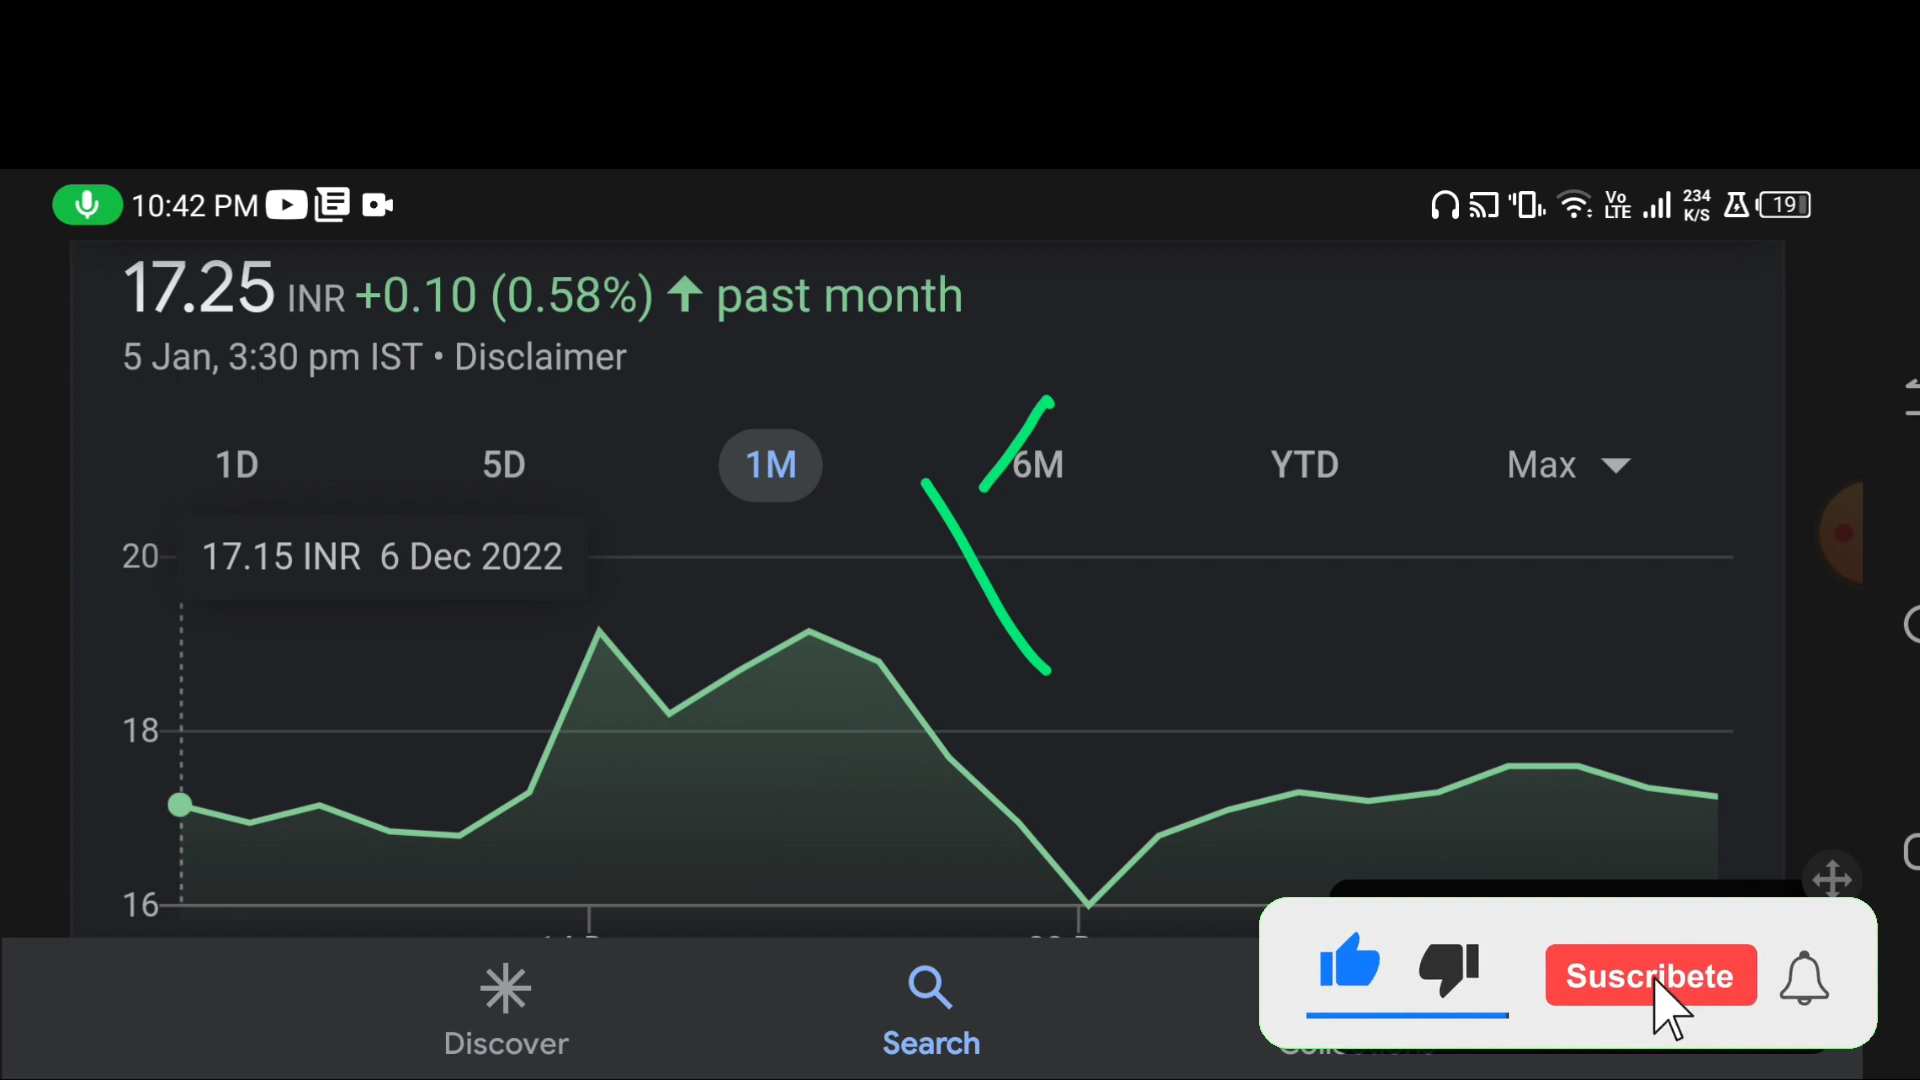 10:42 PM
Vo LTE
234 K/S
19
17.25 INR +0.10 (0.58%) ↑ past month
5 Jan, 3:30 pm IST • Disclaimer
1D 5D 1M 6M YTD Max
20
17.15 INR 6 Dec 2022
18
16
Suscribete
Discover
Search